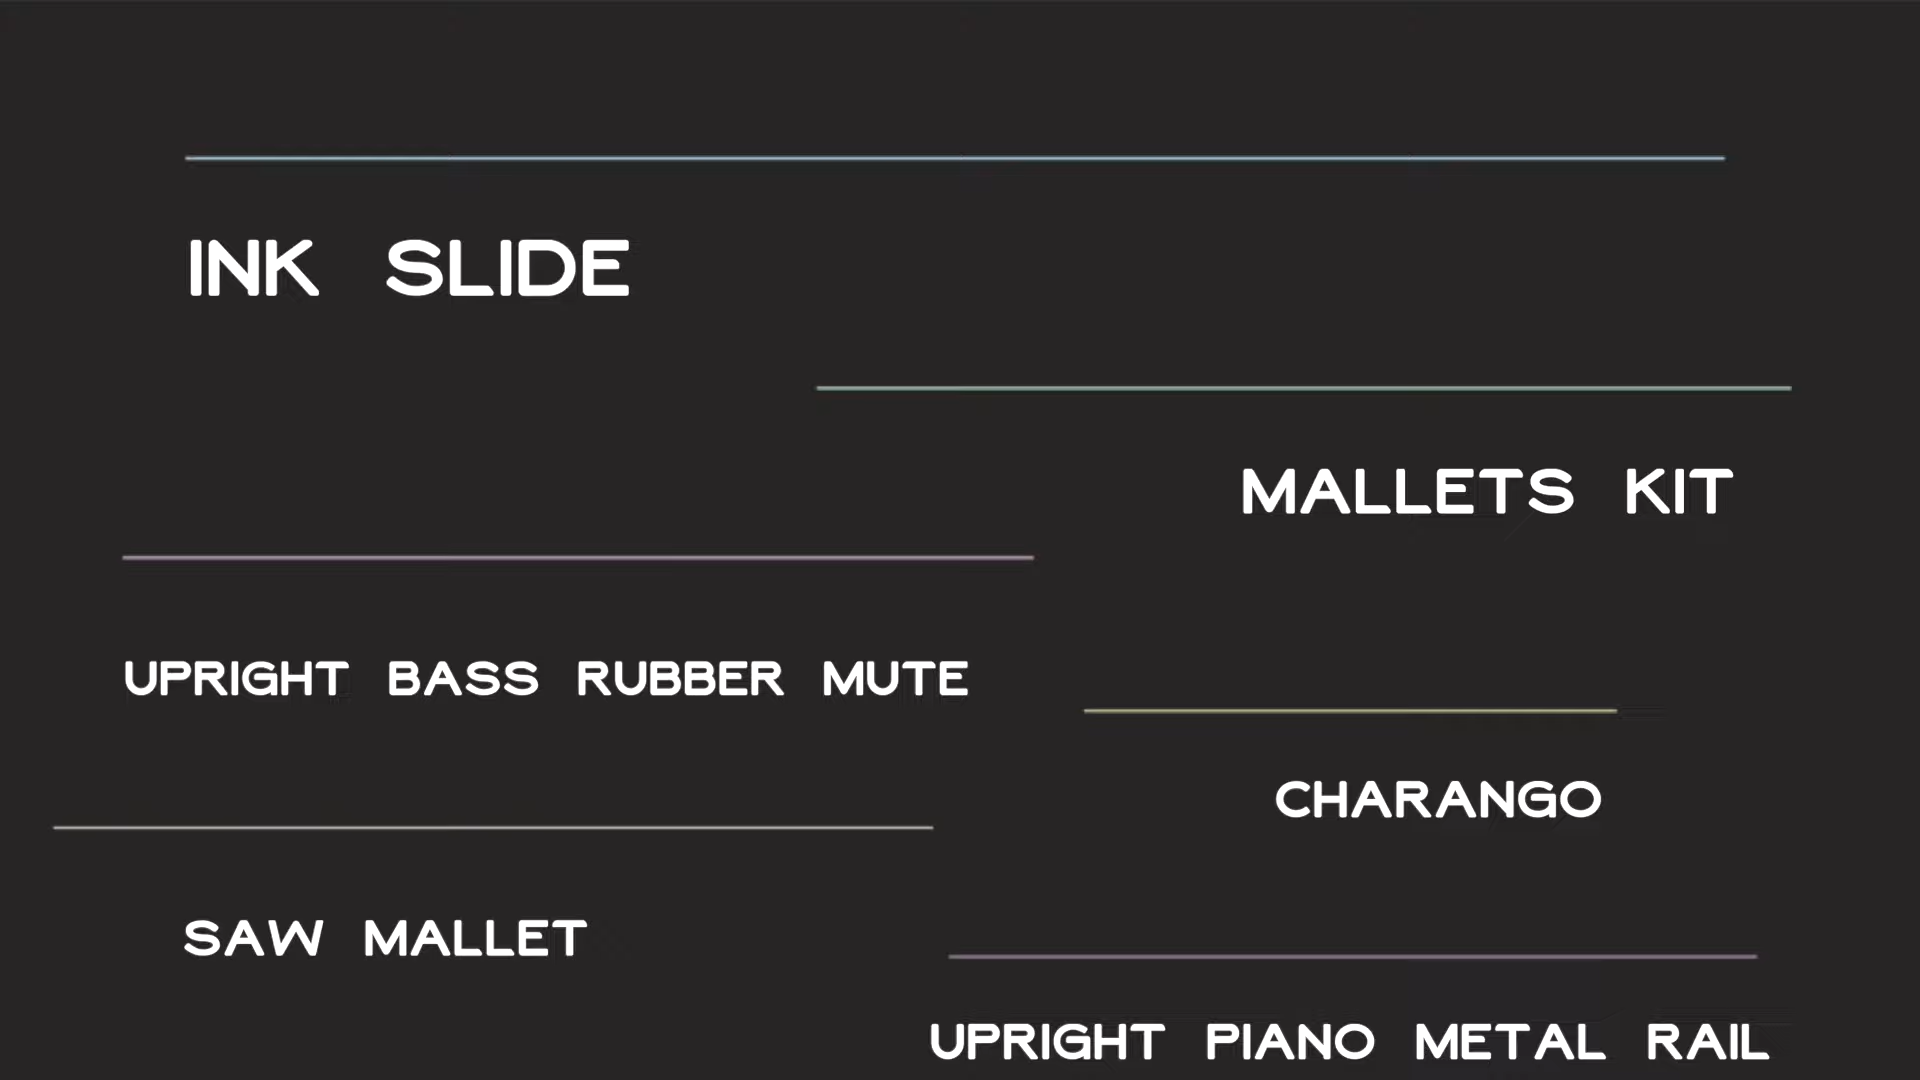 INK SLIDE
MALLETS KIT
UPRIGHT BASS RUBBER MUTE
CHARANGO
SAW MALLET
UPRIGHT PIANO METAL RAIL